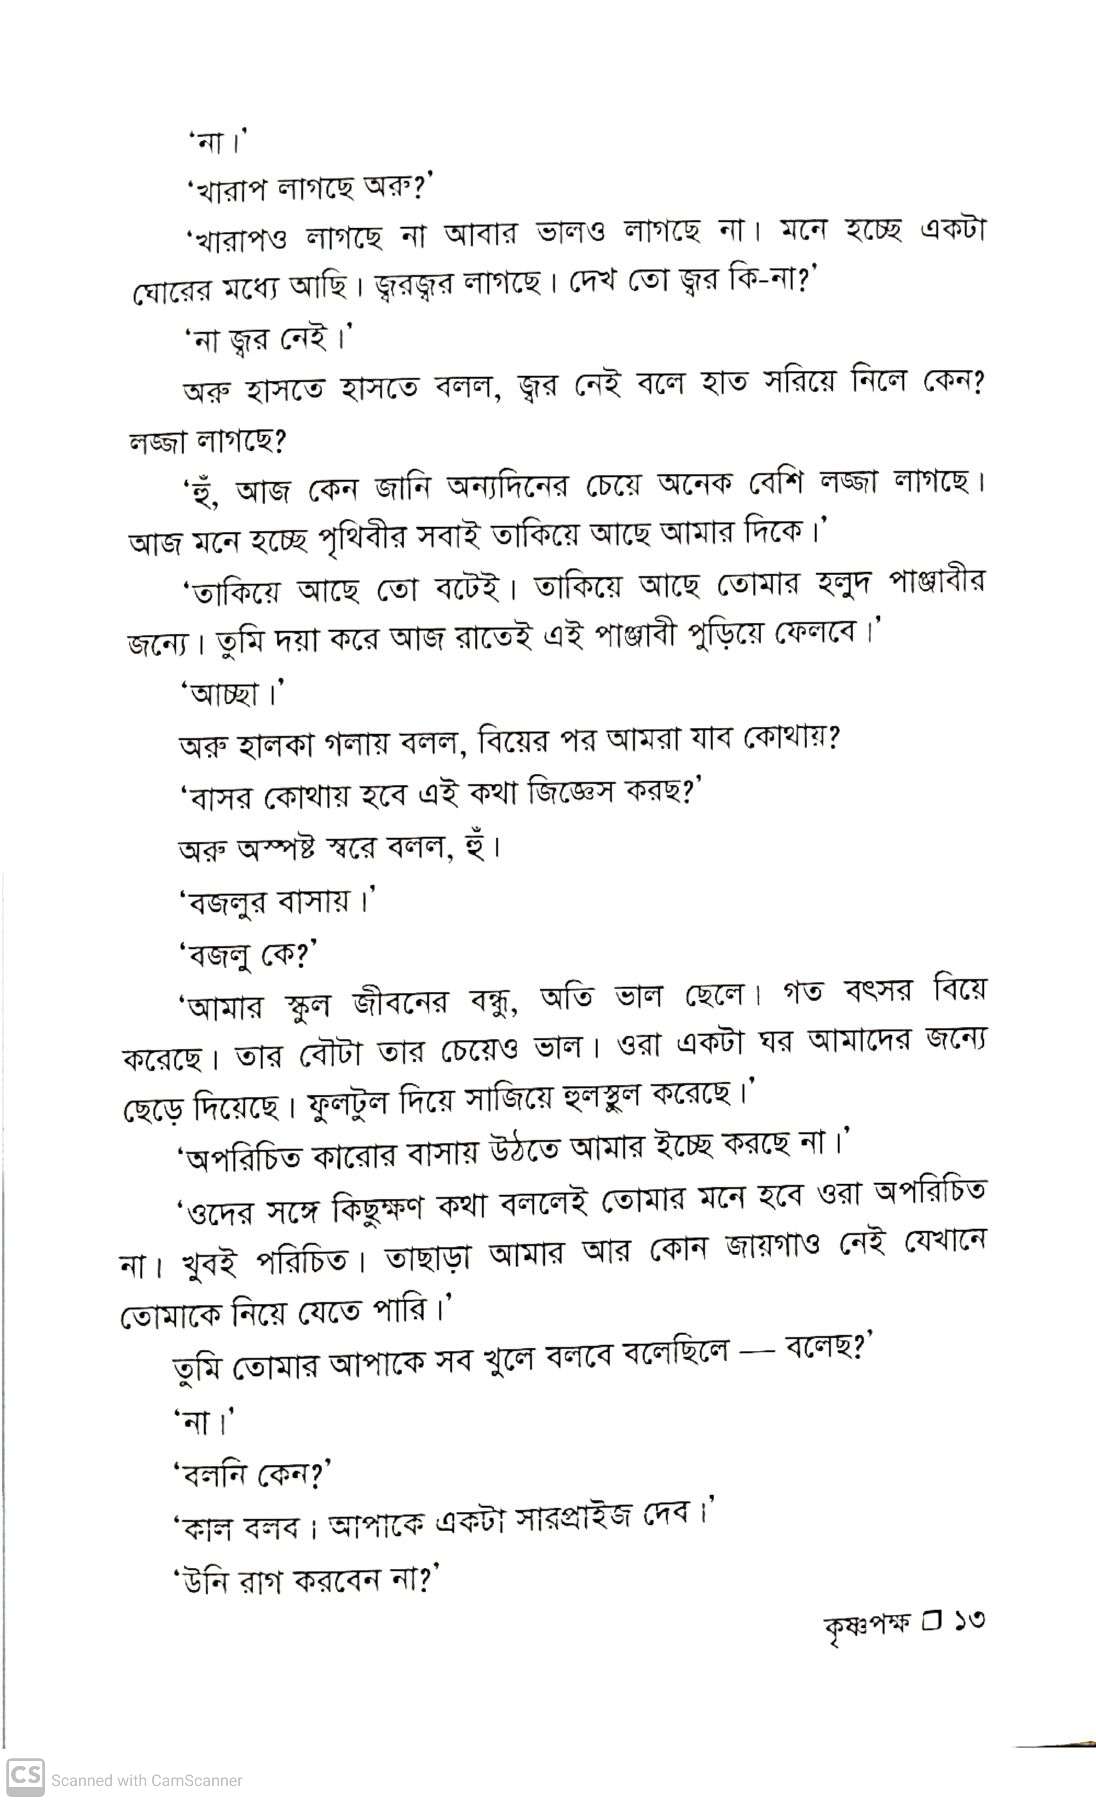 ‘না।’
‘খারাপ লাগছে অরু?’
‘খারাপও লাগছে না আবার ভালও লাগছে না। মনে হচ্ছে একটা
ঘোরের মধ্যে আছি। জ্বরজ্বর লাগছে। দেখ তো জ্বর কি-না?’
‘না জ্বর নেই।’
অরু হাসতে হাসতে বলল, জ্বর নেই বলে হাত সরিয়ে নিলে কেন?
লজ্জা লাগছে?
‘হুঁ, আজ কেন জানি অন্যদিনের চেয়ে অনেক বেশি লজ্জা লাগছে।
আজ মনে হচ্ছে পৃথিবীর সবাই তাকিয়ে আছে আমার দিকে।’
‘তাকিয়ে আছে তো বটেই। তাকিয়ে আছে তোমার হলুদ পাঞ্জাবীর
জন্যে। তুমি দয়া করে আজ রাতেই এই পাঞ্জাবী পুড়িয়ে ফেলবে।’
‘আচ্ছা।’
অরু হালকা গলায় বলল, বিয়ের পর আমরা যাব কোথায়?
‘বাসর কোথায় হবে এই কথা জিজ্ঞেস করছ?’
অরু অস্পষ্ট স্বরে বলল, হুঁ।
‘বজলুর বাসায়।’
‘বজলু কে?’
‘আমার স্কুল জীবনের বন্ধু, অতি ভাল ছেলে। গত বৎসর বিয়ে
করেছে। তার বৌটা তার চেয়েও ভাল। ওরা একটা ঘর আমাদের জন্যে
ছেড়ে দিয়েছে। ফুলটুল দিয়ে সাজিয়ে হুলস্থুল করেছে।’
‘অপরিচিত কারোর বাসায় উঠতে আমার ইচ্ছে করছে না।’
‘ওদের সঙ্গে কিছুক্ষণ কথা বললেই তোমার মনে হবে ওরা অপরিচিত
না। খুবই পরিচিত। তাছাড়া আমার আর কোন জায়গাও নেই যেখানে
তোমাকে নিয়ে যেতে পারি।’
তুমি তোমার আপাকে সব খুলে বলবে বলেছিলে — বলেছ?’
‘না।’
‘বলনি কেন?’
‘কাল বলব। আপাকে একটা সারপ্রাইজ দেব।’
‘উনি রাগ করবেন না?’
কৃষ্ণপক্ষ □ ১৩
CS Scanned with CamScanner